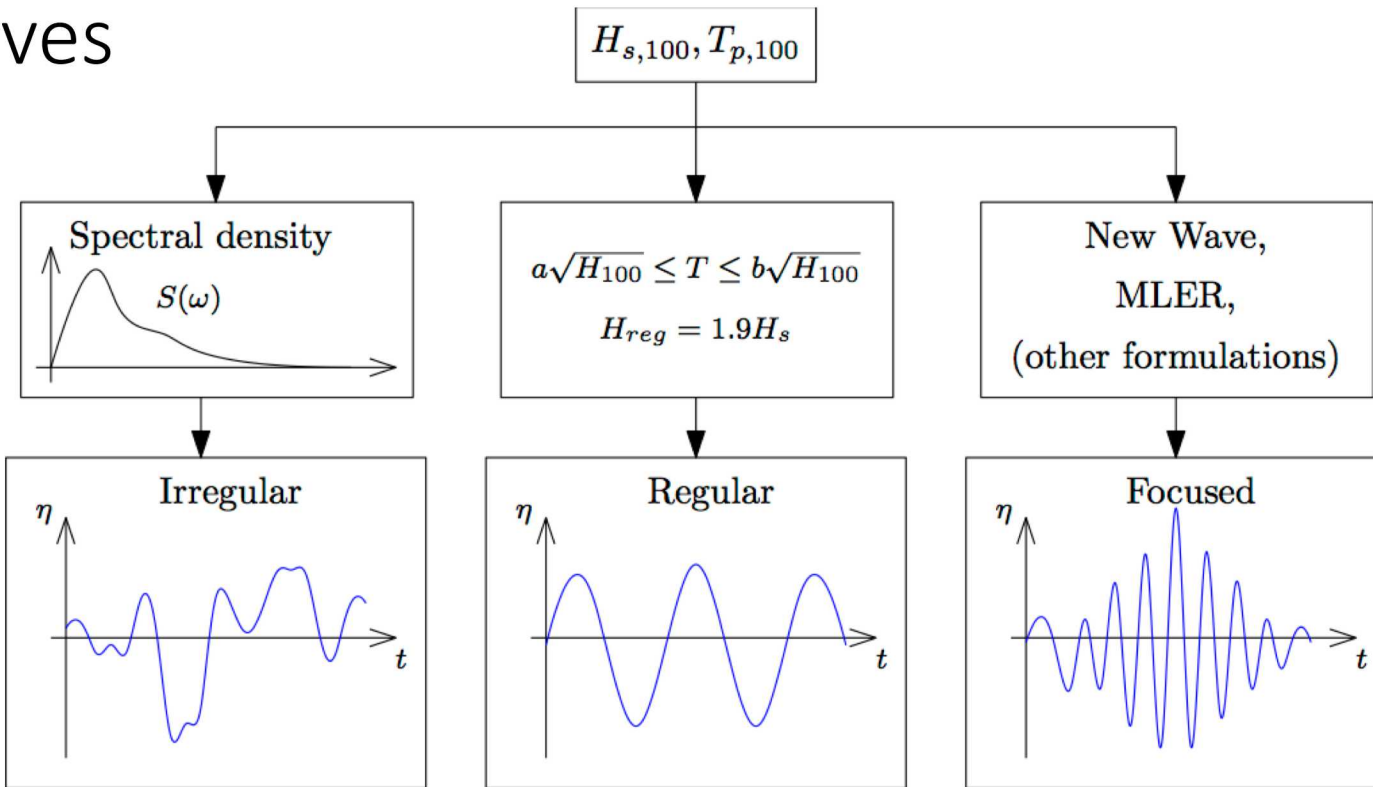 ves
H_{s,100}, T_{p,100}
Spectral density
S(ω)
a√H_{100} ≤ T ≤ b√H_{100}
H_{reg} = 1.9H_s
New Wave,
MLER,
(other formulations)
Irregular
η
t
Regular
η
t
Focused
η
t